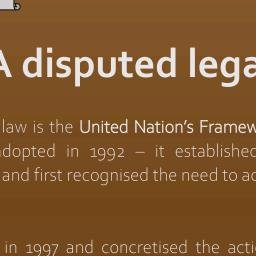 A disputed lega
law is the United Nation's Framew
adopted in 1992 – it established
and first recognised the need to ac
in 1997 and concretised the acti